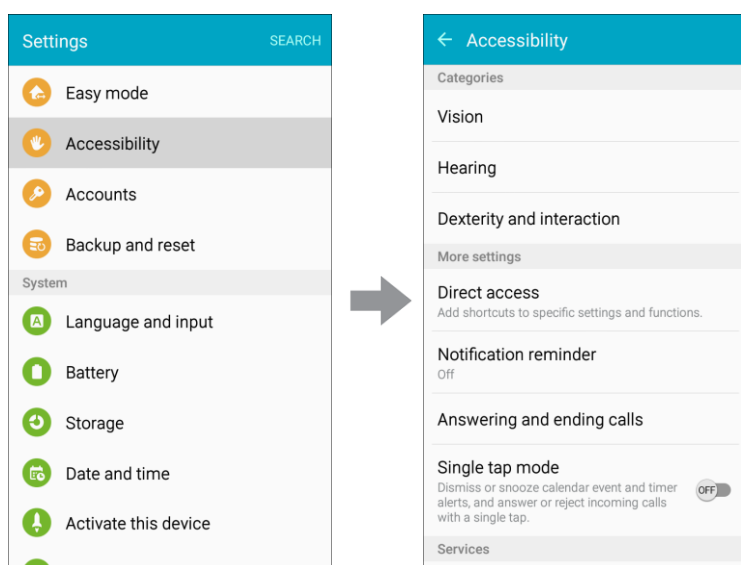 Settings
SEARCH
Easy mode
Accessibility
Accounts
Backup and reset
System
Language and input
Battery
Storage
Date and time
Activate this device
Accessibility
Categories
Vision
Hearing
Dexterity and interaction
More settings
Direct access
Add shortcuts to specific settings and functions.
Notification reminder
Off
Answering and ending calls
Single tap mode
Dismiss or snooze calendar event and timer
alerts, and answer or reject incoming calls
with a single tap.
OFF
Services